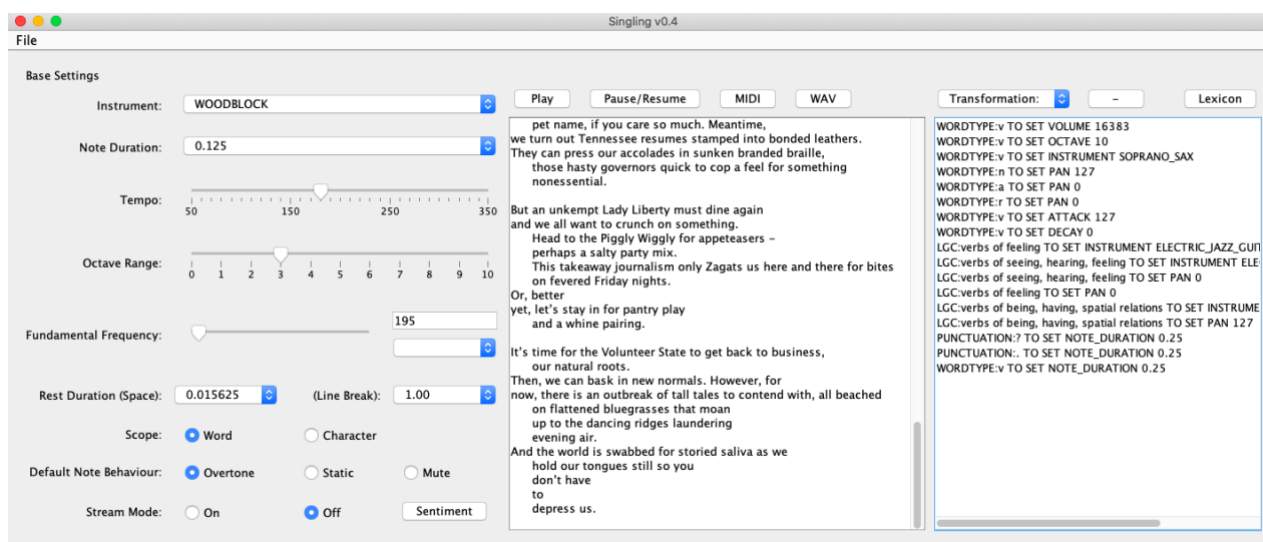 Singling v0.4
File
Base Settings
Instrument: WOODBLOCK
Note Duration: 0.125
Tempo:
50 150 250 350
Octave Range:
0 1 2 3 4 5 6 7 8 9 10
Fundamental Frequency: 195
Rest Duration (Space): 0.015625 (Line Break): 1.00
Scope: Word Character
Default Note Behaviour: Overtone Static Mute
Stream Mode: On Off Sentiment
Play Pause/Resume MIDI WAV
pet name, if you care so much. Meantime,
we turn out Tennessee resumes stamped into bonded leathers.
They can press our accolades in sunken branded braille,
those hasty governors quick to cop a feel for something
nonessential.
But an unkempt Lady Liberty must dine again
and we all want to crunch on something.
Head to the Piggly Wiggly for appeteasers –
perhaps a salty party mix.
This takeaway journalism only Zagats us here and there for bites
on fevered Friday nights.
Or, better
yet, let's stay in for pantry play
and a whine pairing.
It's time for the Volunteer State to get back to business,
our natural roots.
Then, we can bask in new normals. However, for
now, there is an outbreak of tall tales to contend with, all beached
on flattened bluegrasses that moan
up to the dancing ridges laundering
evening air.
And the world is swabbed for storied saliva as we
hold our tongues still so you
don't have
to
depress us.
Transformation: – Lexicon
WORDTYPE:v TO SET VOLUME 16383
WORDTYPE:v TO SET OCTAVE 10
WORDTYPE:v TO SET INSTRUMENT SOPRANO_SAX
WORDTYPE:n TO SET PAN 127
WORDTYPE:a TO SET PAN 0
WORDTYPE:r TO SET PAN 0
WORDTYPE:v TO SET ATTACK 127
WORDTYPE:v TO SET DECAY 0
LGC:verbs of feeling TO SET INSTRUMENT ELECTRIC_JAZZ_GUIT
LGC:verbs of seeing, hearing, feeling TO SET INSTRUMENT ELE
LGC:verbs of seeing, hearing, feeling TO SET PAN 0
LGC:verbs of feeling TO SET PAN 0
LGC:verbs of being, having, spatial relations TO SET INSTRUME
LGC:verbs of being, having, spatial relations TO SET PAN 127
PUNCTUATION:? TO SET NOTE_DURATION 0.25
PUNCTUATION:. TO SET NOTE_DURATION 0.25
WORDTYPE:v TO SET NOTE_DURATION 0.25